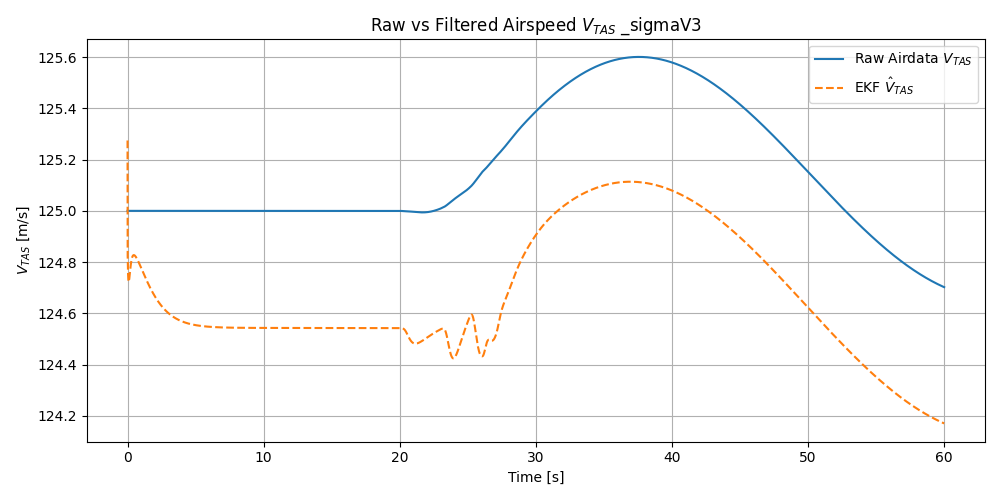 Raw vs Filtered Airspeed V_TAS _sigmaV3
125.6
125.4
125.2
125.0
124.8
124.6
124.4
124.2
V_TAS [m/s]
Raw Airdata V_TAS
EKF V̂_TAS
0 10 20 30 40 50 60
Time [s]